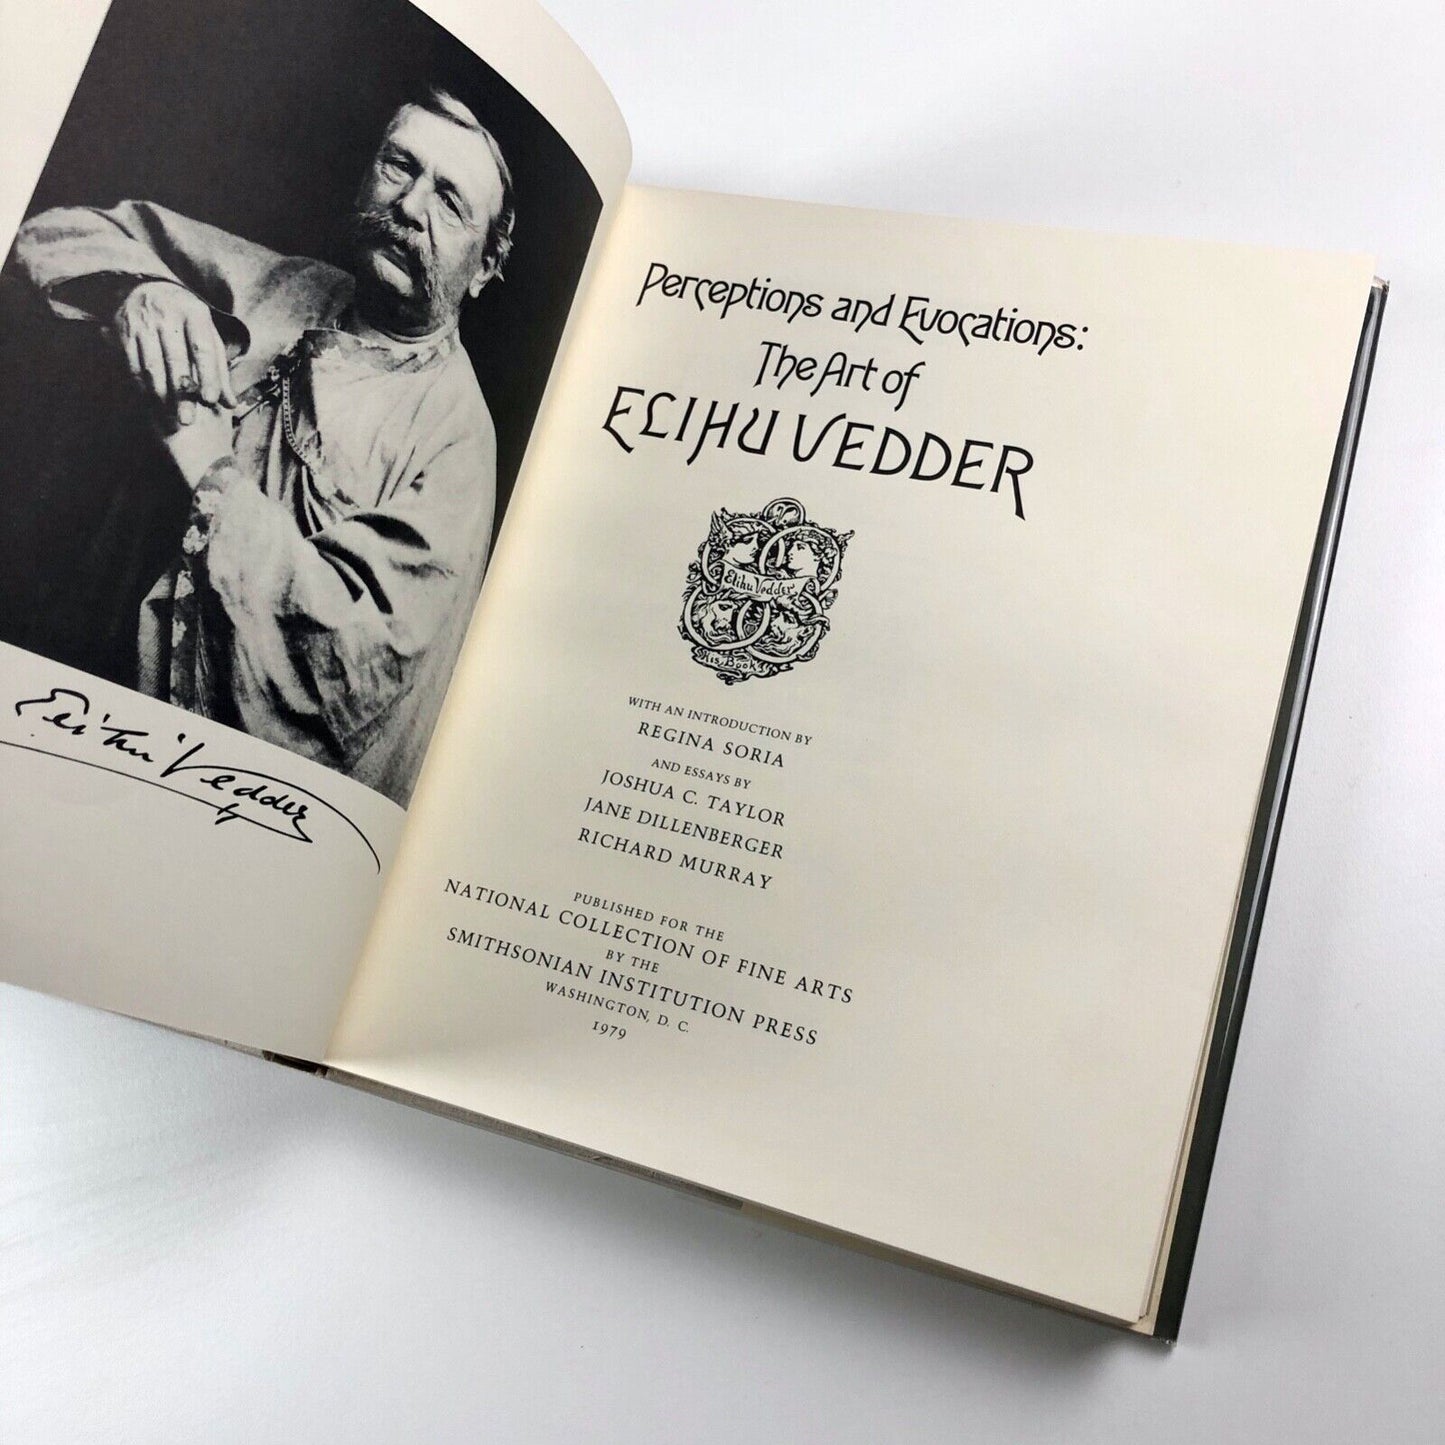 Elihu Vedder
Perceptions and Evocations:
The Art of
ELIHU VEDDER
Elihu Vedder
His Book
WITH AN INTRODUCTION BY
REGINA SORIA
AND ESSAYS BY
JOSHUA C. TAYLOR
JANE DILLENBERGER
RICHARD MURRAY
PUBLISHED FOR THE
NATIONAL COLLECTION OF FINE ARTS
BY THE
SMITHSONIAN INSTITUTION PRESS
WASHINGTON, D. C.
1979